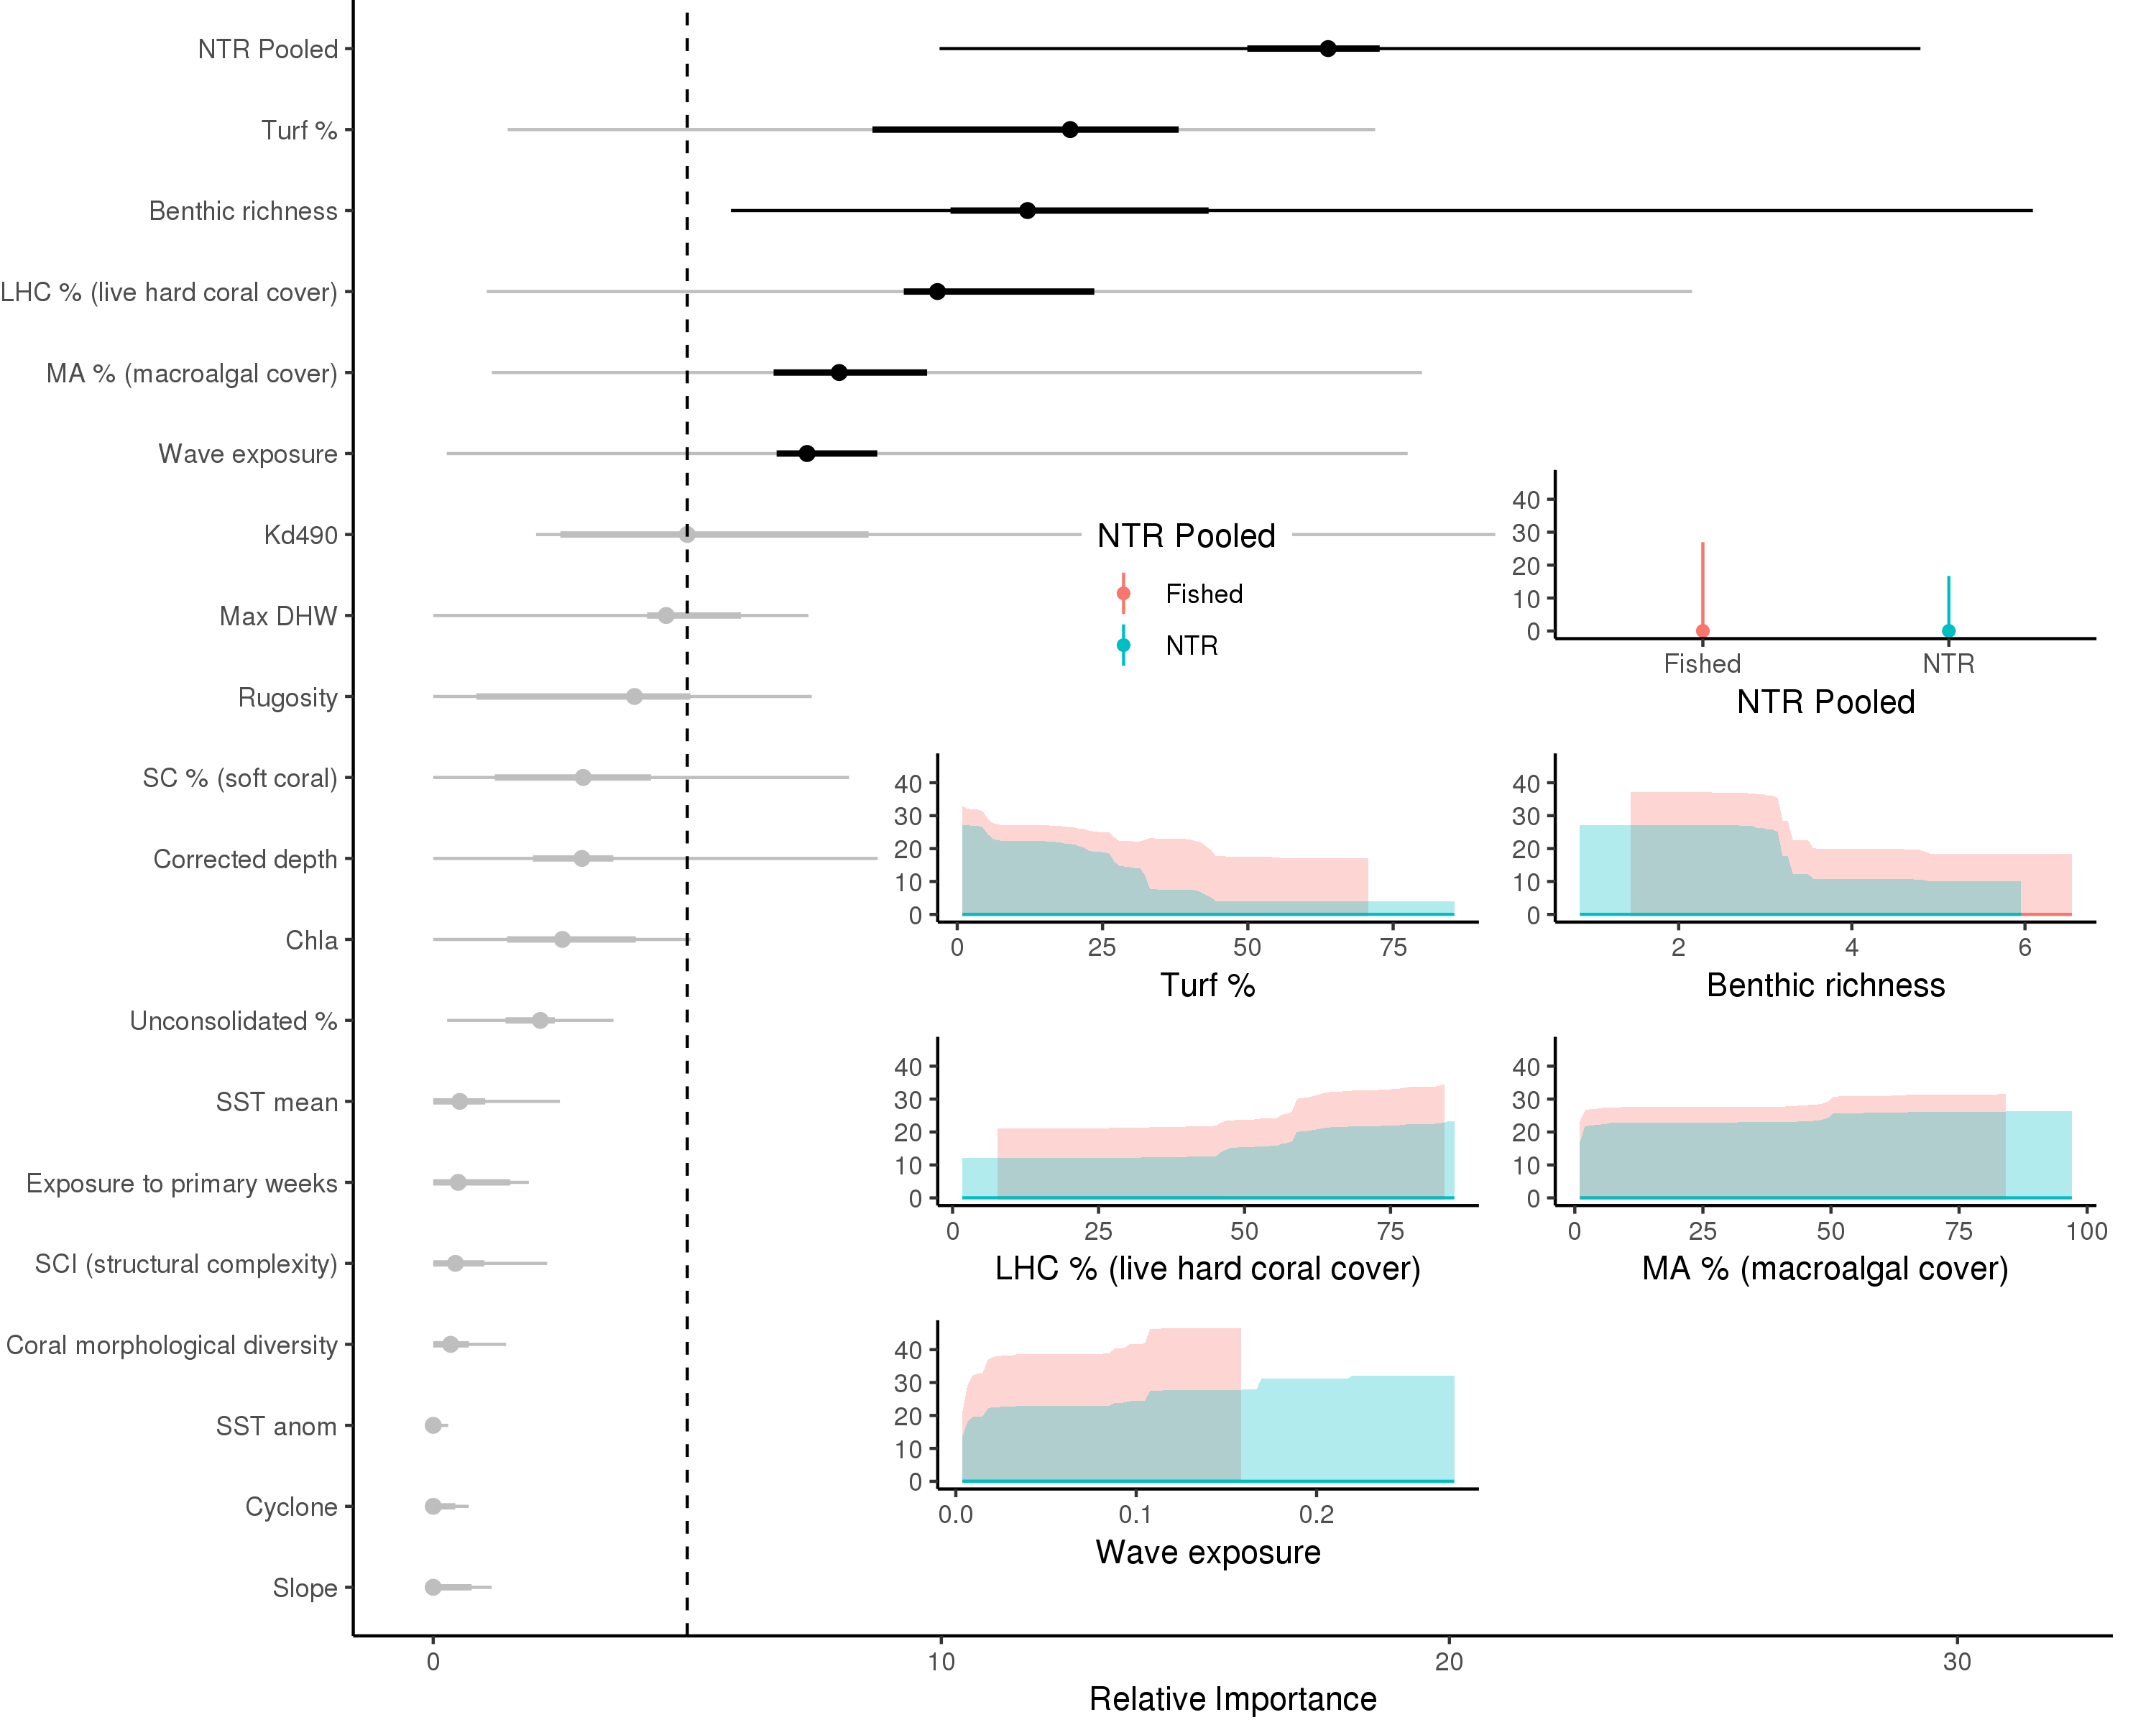 NTR Pooled
Turf %
Benthic richness
LHC % (live hard coral cover)
MA % (macroalgal cover)
Wave exposure
Kd490
Max DHW
Rugosity
SC % (soft coral)
Corrected depth
Chla
Unconsolidated %
SST mean
Exposure to primary weeks
SCI (structural complexity)
Coral morphological diversity
SST anom
Cyclone
Slope
0 10 20 30
Relative Importance
NTR Pooled
Fished
NTR
40
30
20
10
0
Fished NTR
NTR Pooled
40
30
20
10
0
0 25 50 75
Turf %
40
30
20
10
0
2 4 6
Benthic richness
40
30
20
10
0
0 25 50 75
LHC % (live hard coral cover)
40
30
20
10
0
0 25 50 75 100
MA % (macroalgal cover)
40
30
20
10
0
0.0 0.1 0.2
Wave exposure